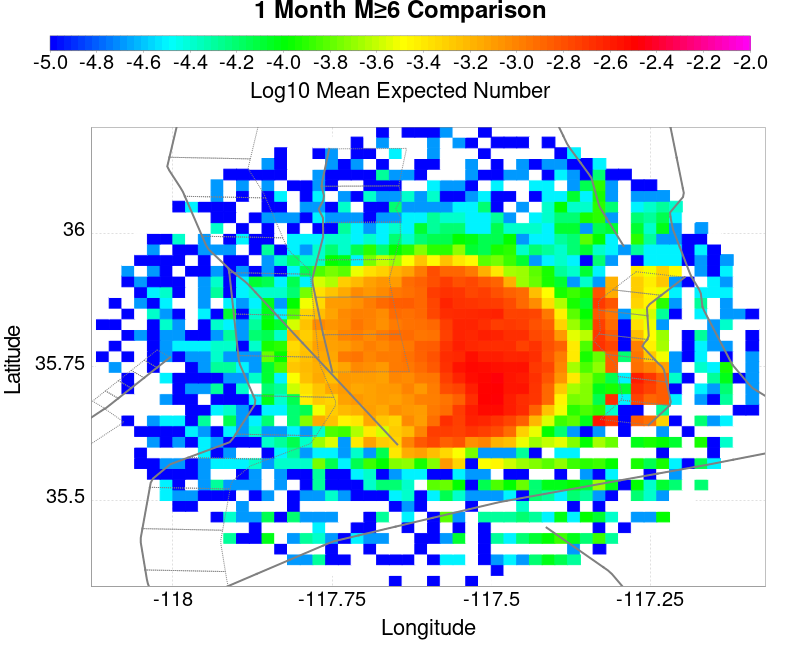 1 Month M≥6 Comparison
-5.0 -4.8 -4.6 -4.4 -4.2 -4.0 -3.8 -3.6 -3.4 -3.2 -3.0 -2.8 -2.6 -2.4 -2.2 -2.0
Log10 Mean Expected Number
36
35.75
35.5
Latitude
-118 -117.75 -117.5 -117.25
Longitude